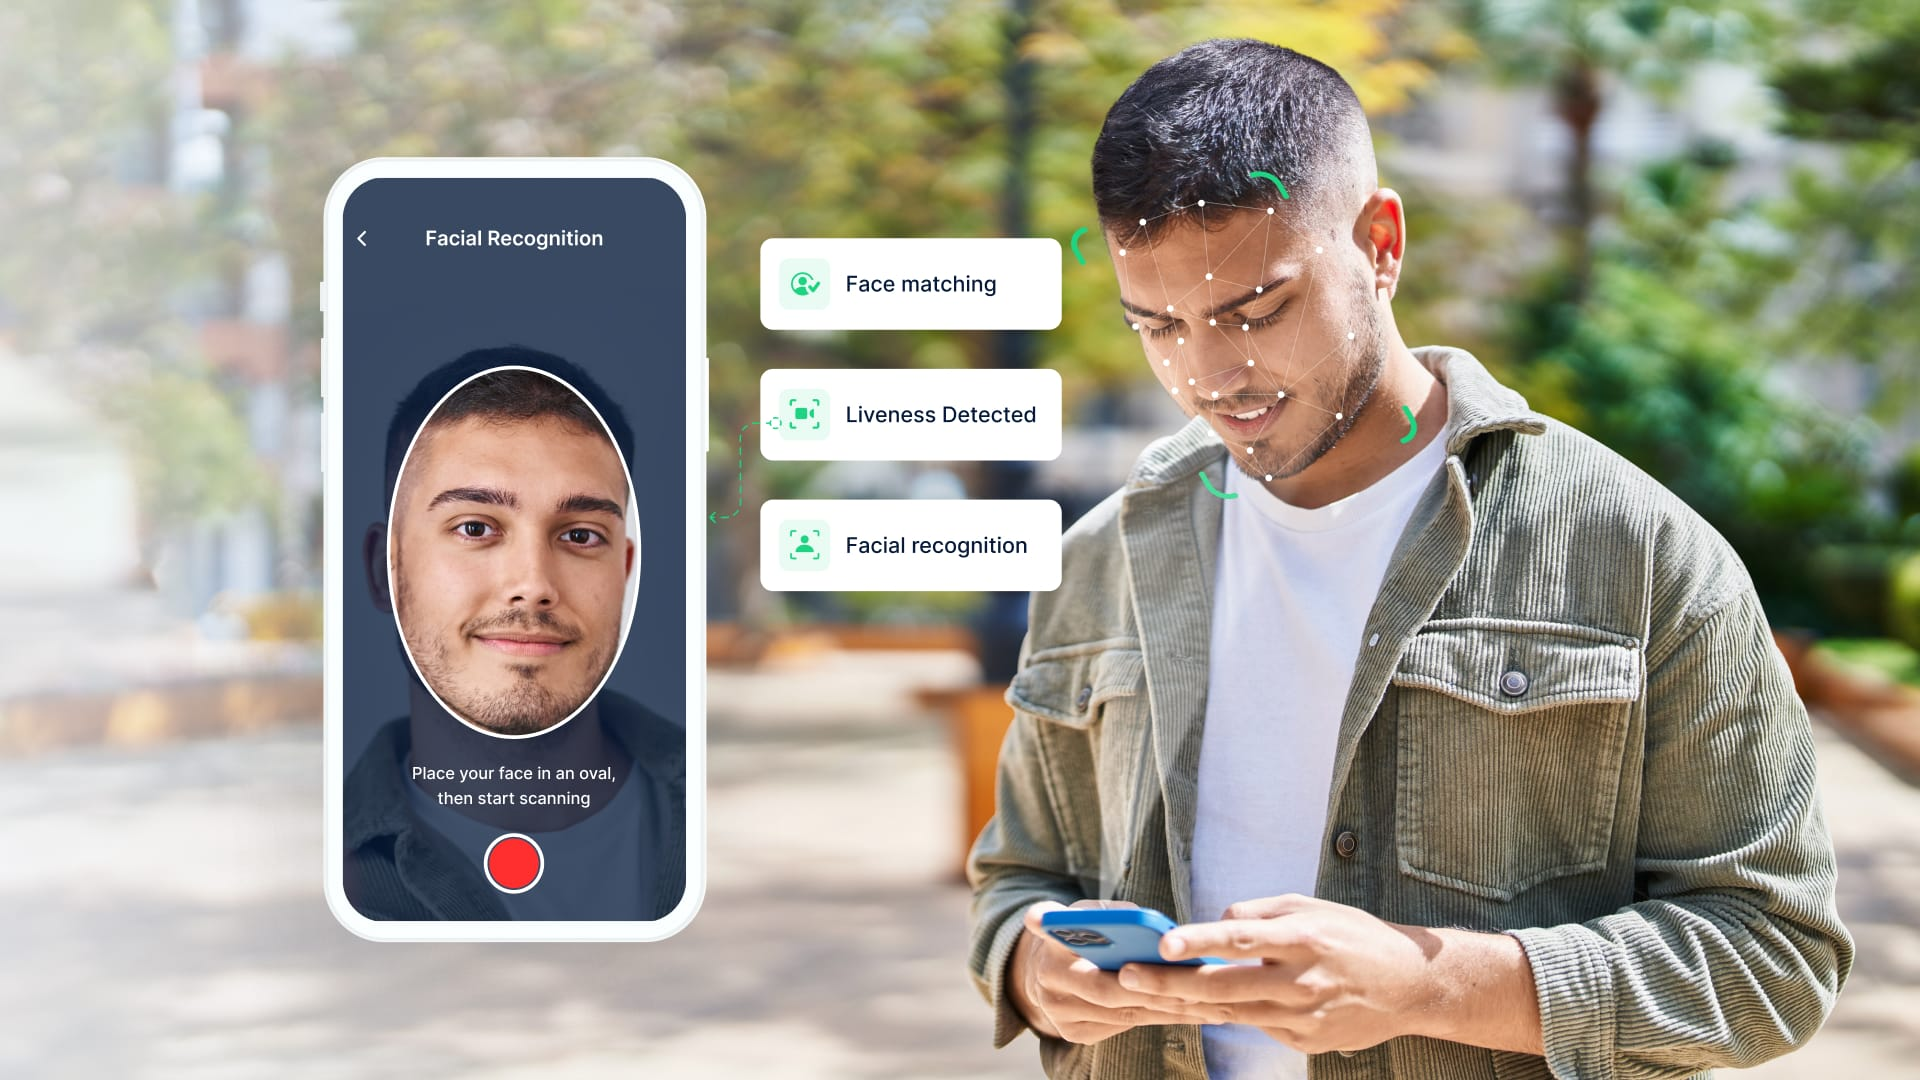 Facial Recognition
Place your face in an oval,
then start scanning
Face matching
Liveness Detected
Facial recognition